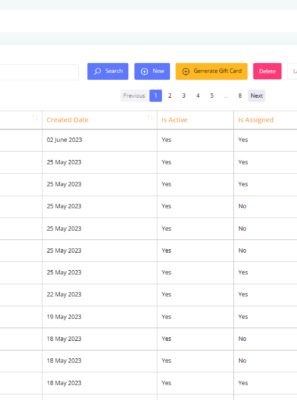 Search New Generate Gift Card Delete
Previous 1 2 3 4 5 ... 8 Next
Created Date Is Active Is Assigned
02 June 2023 Yes Yes
25 May 2023 Yes Yes
25 May 2023 Yes Yes
25 May 2023 Yes No
25 May 2023 Yes No
25 May 2023 Yes No
25 May 2023 Yes Yes
22 May 2023 Yes Yes
19 May 2023 Yes Yes
18 May 2023 Yes No
18 May 2023 Yes No
18 May 2023 Yes Yes